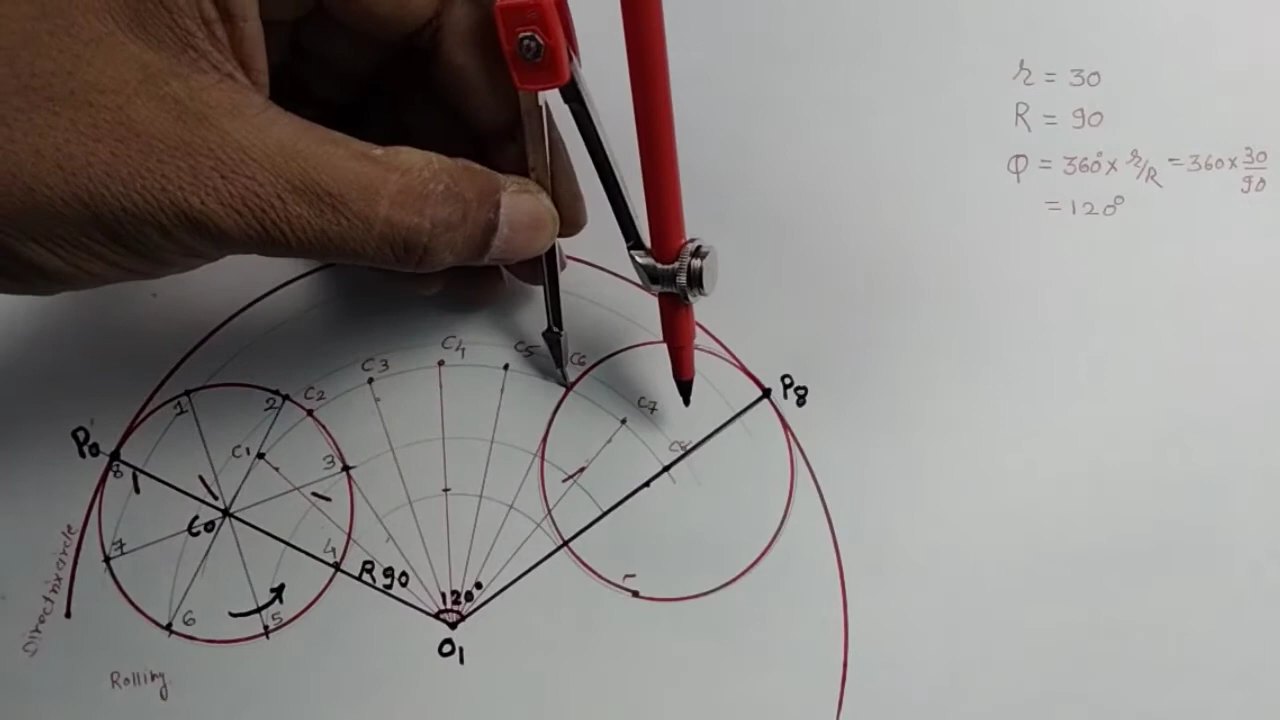 r = 30
R = 90
φ = 360° × r/R = 360 × 30/90
= 120°
C4
C5
C6
C3
P8
C2
C7
1
2
P0
C1
3
C8
8
C0
7
4
R90
120°
6
5
O1
Directrix circle
Rolling